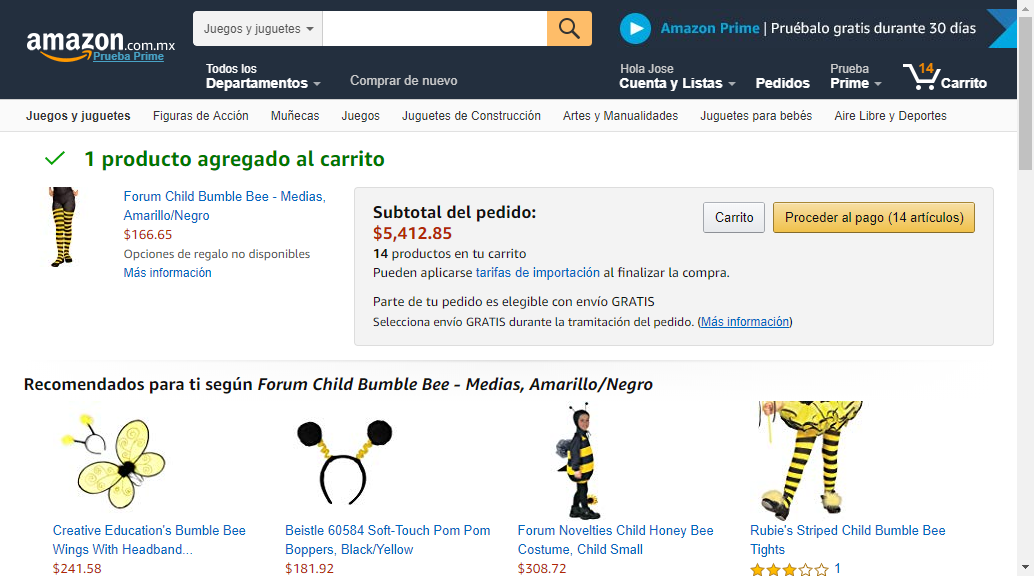 amazon.com.mx
Prueba Prime
Juegos y juguetes
Amazon Prime | Pruébalo gratis durante 30 días
Todos los
Departamentos
Comprar de nuevo
Hola Jose
Cuenta y Listas
Pedidos
Prueba
Prime
14
Carrito
Juegos y juguetes
Figuras de Acción
Muñecas
Juegos
Juguetes de Construcción
Artes y Manualidades
Juguetes para bebés
Aire Libre y Deportes
1 producto agregado al carrito
Forum Child Bumble Bee - Medias,
Amarillo/Negro
$166.65
Opciones de regalo no disponibles
Más información
Subtotal del pedido:
$5,412.85
14 productos en tu carrito
Pueden aplicarse tarifas de importación al finalizar la compra.
Parte de tu pedido es elegible con envío GRATIS
Selecciona envío GRATIS durante la tramitación del pedido. (Más información)
Carrito
Proceder al pago (14 artículos)
Recomendados para ti según Forum Child Bumble Bee - Medias, Amarillo/Negro
Creative Education's Bumble Bee
Wings With Headband...
$241.58
Beistle 60584 Soft-Touch Pom Pom
Boppers, Black/Yellow
$181.92
Forum Novelties Child Honey Bee
Costume, Child Small
$308.72
Rubie's Striped Child Bumble Bee
Tights
1